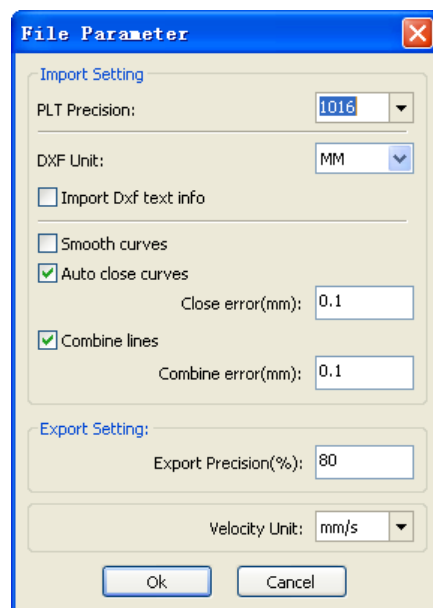 File Parameter
Import Setting
PLT Precision: 1016
DXF Unit: MM
Import Dxf text info
Smooth curves
Auto close curves
Close error(mm): 0.1
Combine lines
Combine error(mm): 0.1
Export Setting:
Export Precision(%): 80
Velocity Unit: mm/s
Ok Cancel